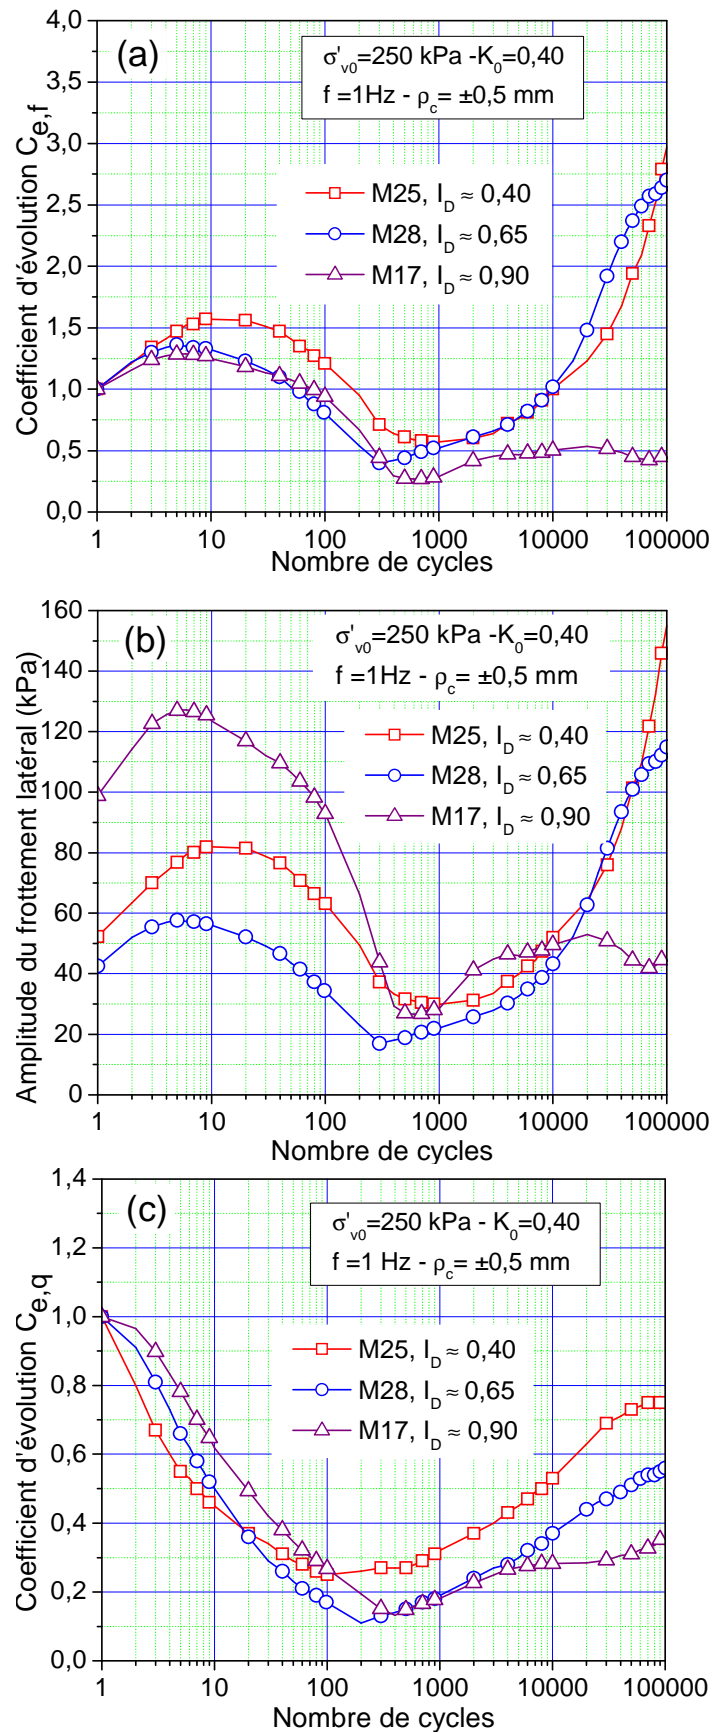 (a)
σ'v0=250 kPa -K0=0,40
f =1Hz - ρc= ±0,5 mm
M25, ID ≈ 0,40
M28, ID ≈ 0,65
M17, ID ≈ 0,90
Coefficient d'évolution Ce,f
4,0
3,5
3,0
2,5
2,0
1,5
1,0
0,5
0,0
1 10 100 1000 10000 100000
Nombre de cycles
(b)
σ'v0=250 kPa -K0=0,40
f =1Hz - ρc= ±0,5 mm
M25, ID ≈ 0,40
M28, ID ≈ 0,65
M17, ID ≈ 0,90
Amplitude du frottement latéral (kPa)
160
140
120
100
80
60
40
20
0
1 10 100 1000 10000 100000
Nombre de cycles
(c)
σ'v0=250 kPa - K0=0,40
f =1 Hz - ρc= ±0,5 mm
M25, ID ≈ 0,40
M28, ID ≈ 0,65
M17, ID ≈ 0,90
Coefficient d'évolution Ce,q
1,4
1,2
1,0
0,8
0,6
0,4
0,2
0,0
1 10 100 1000 10000 100000
Nombre de cycles